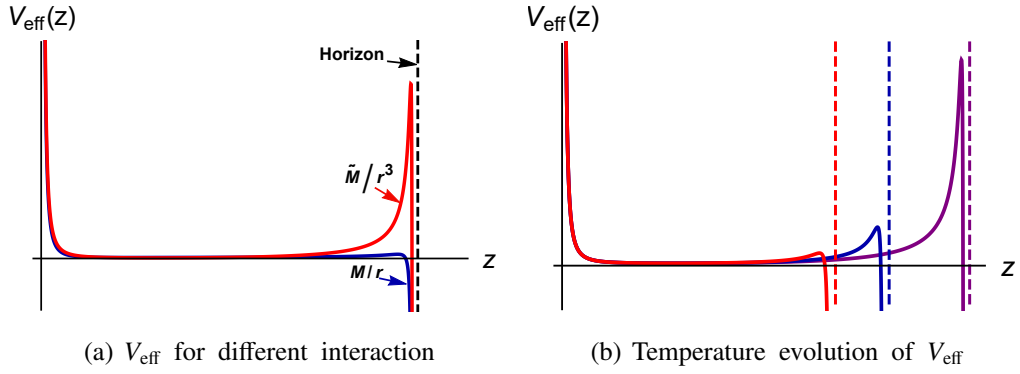 V_eff(z)
Horizon
M̃/r³
z
M/r
(a) V_eff for different interaction
V_eff(z)
z
(b) Temperature evolution of V_eff